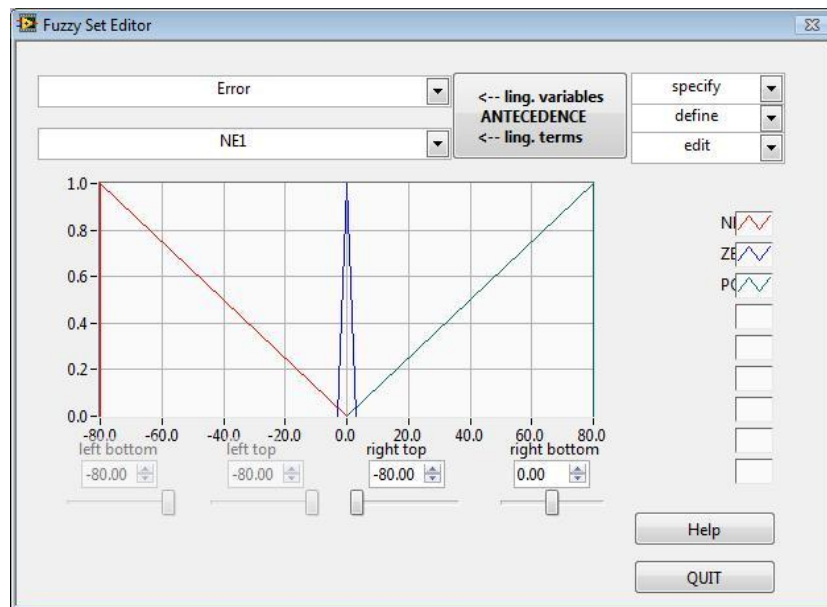 Fuzzy Set Editor
Error
<-- ling. variables
ANTECEDENCE
<-- ling. terms
specify
define
edit
NE1
1.0
0.8
0.6
0.4
0.2
0.0
-80.0 -60.0 -40.0 -20.0 0.0 20.0 40.0 60.0 80.0
left bottom left top right top right bottom
-80.00 -80.00 -80.00 0.00
ZE
Help
QUIT